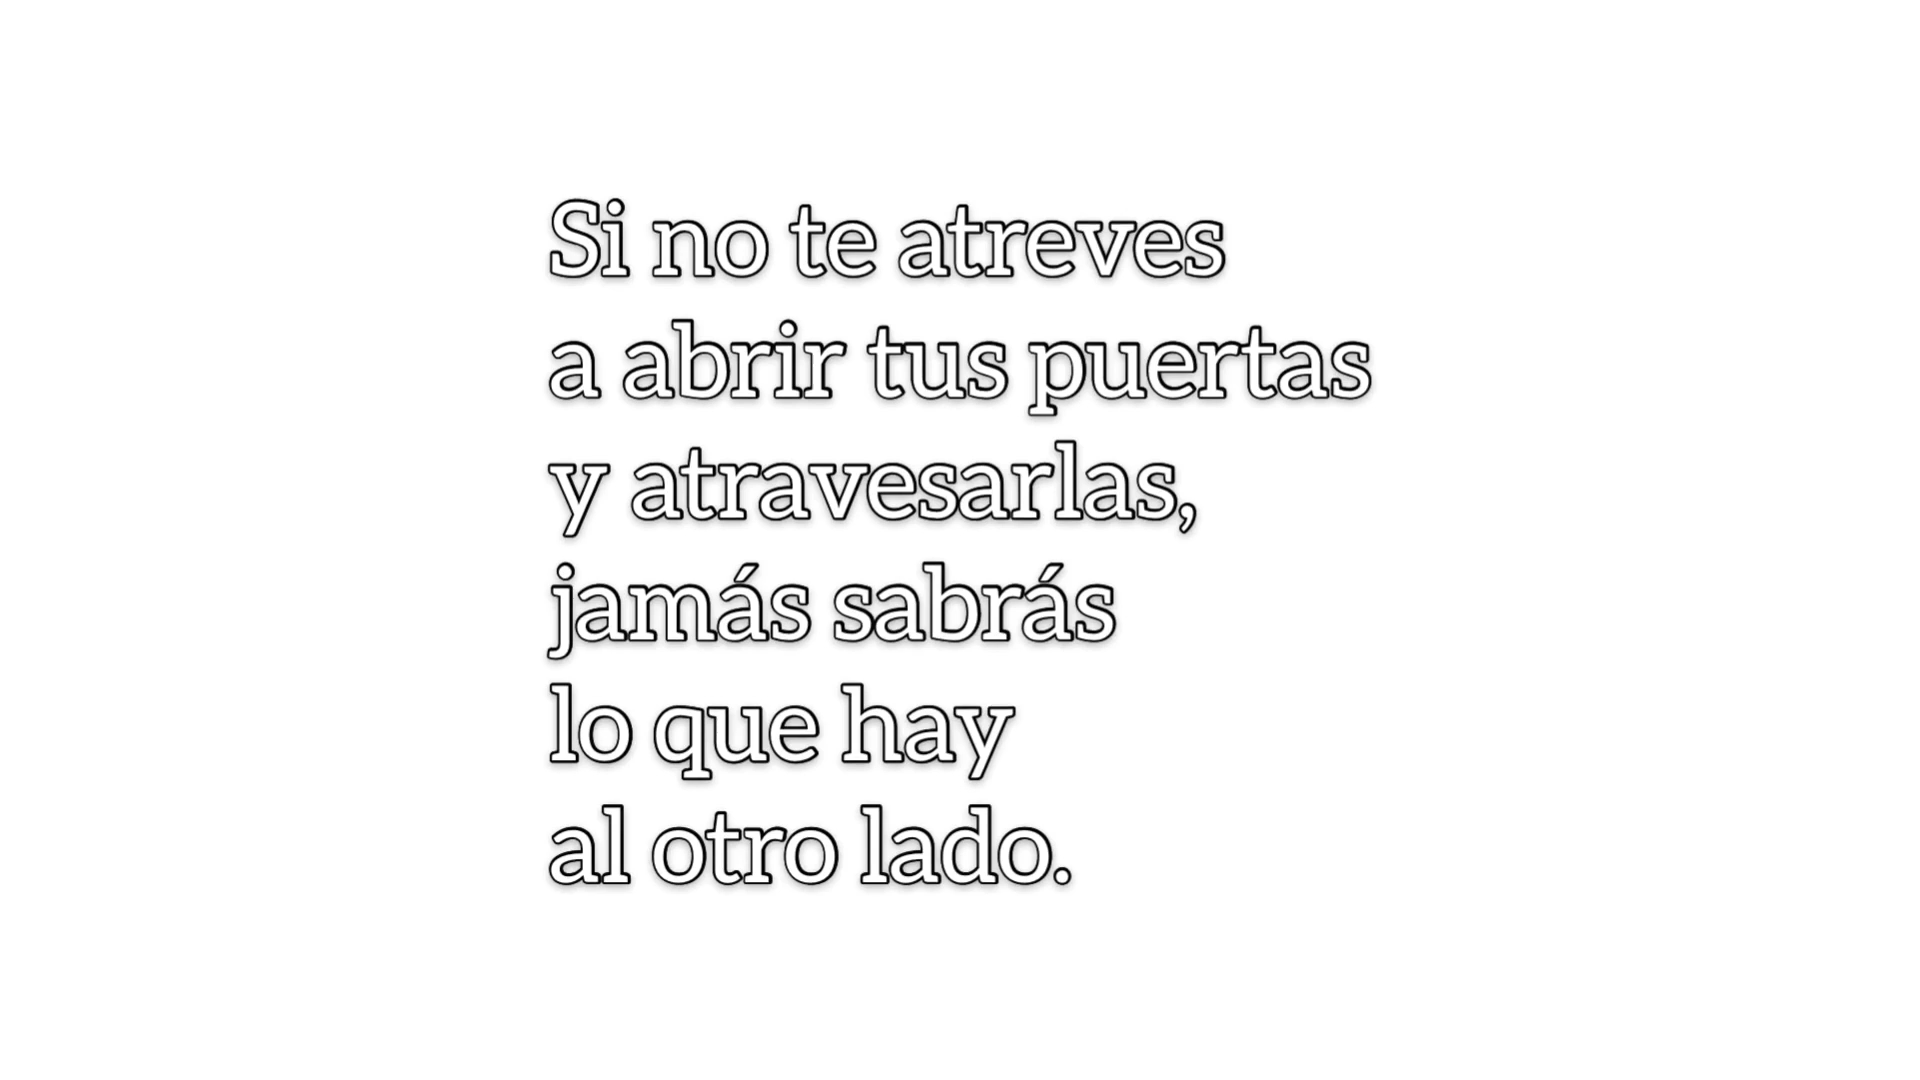 Si no te atreves
a abrir tus puertas
y atravesarlas,
jamás sabrás
lo que hay
al otro lado.